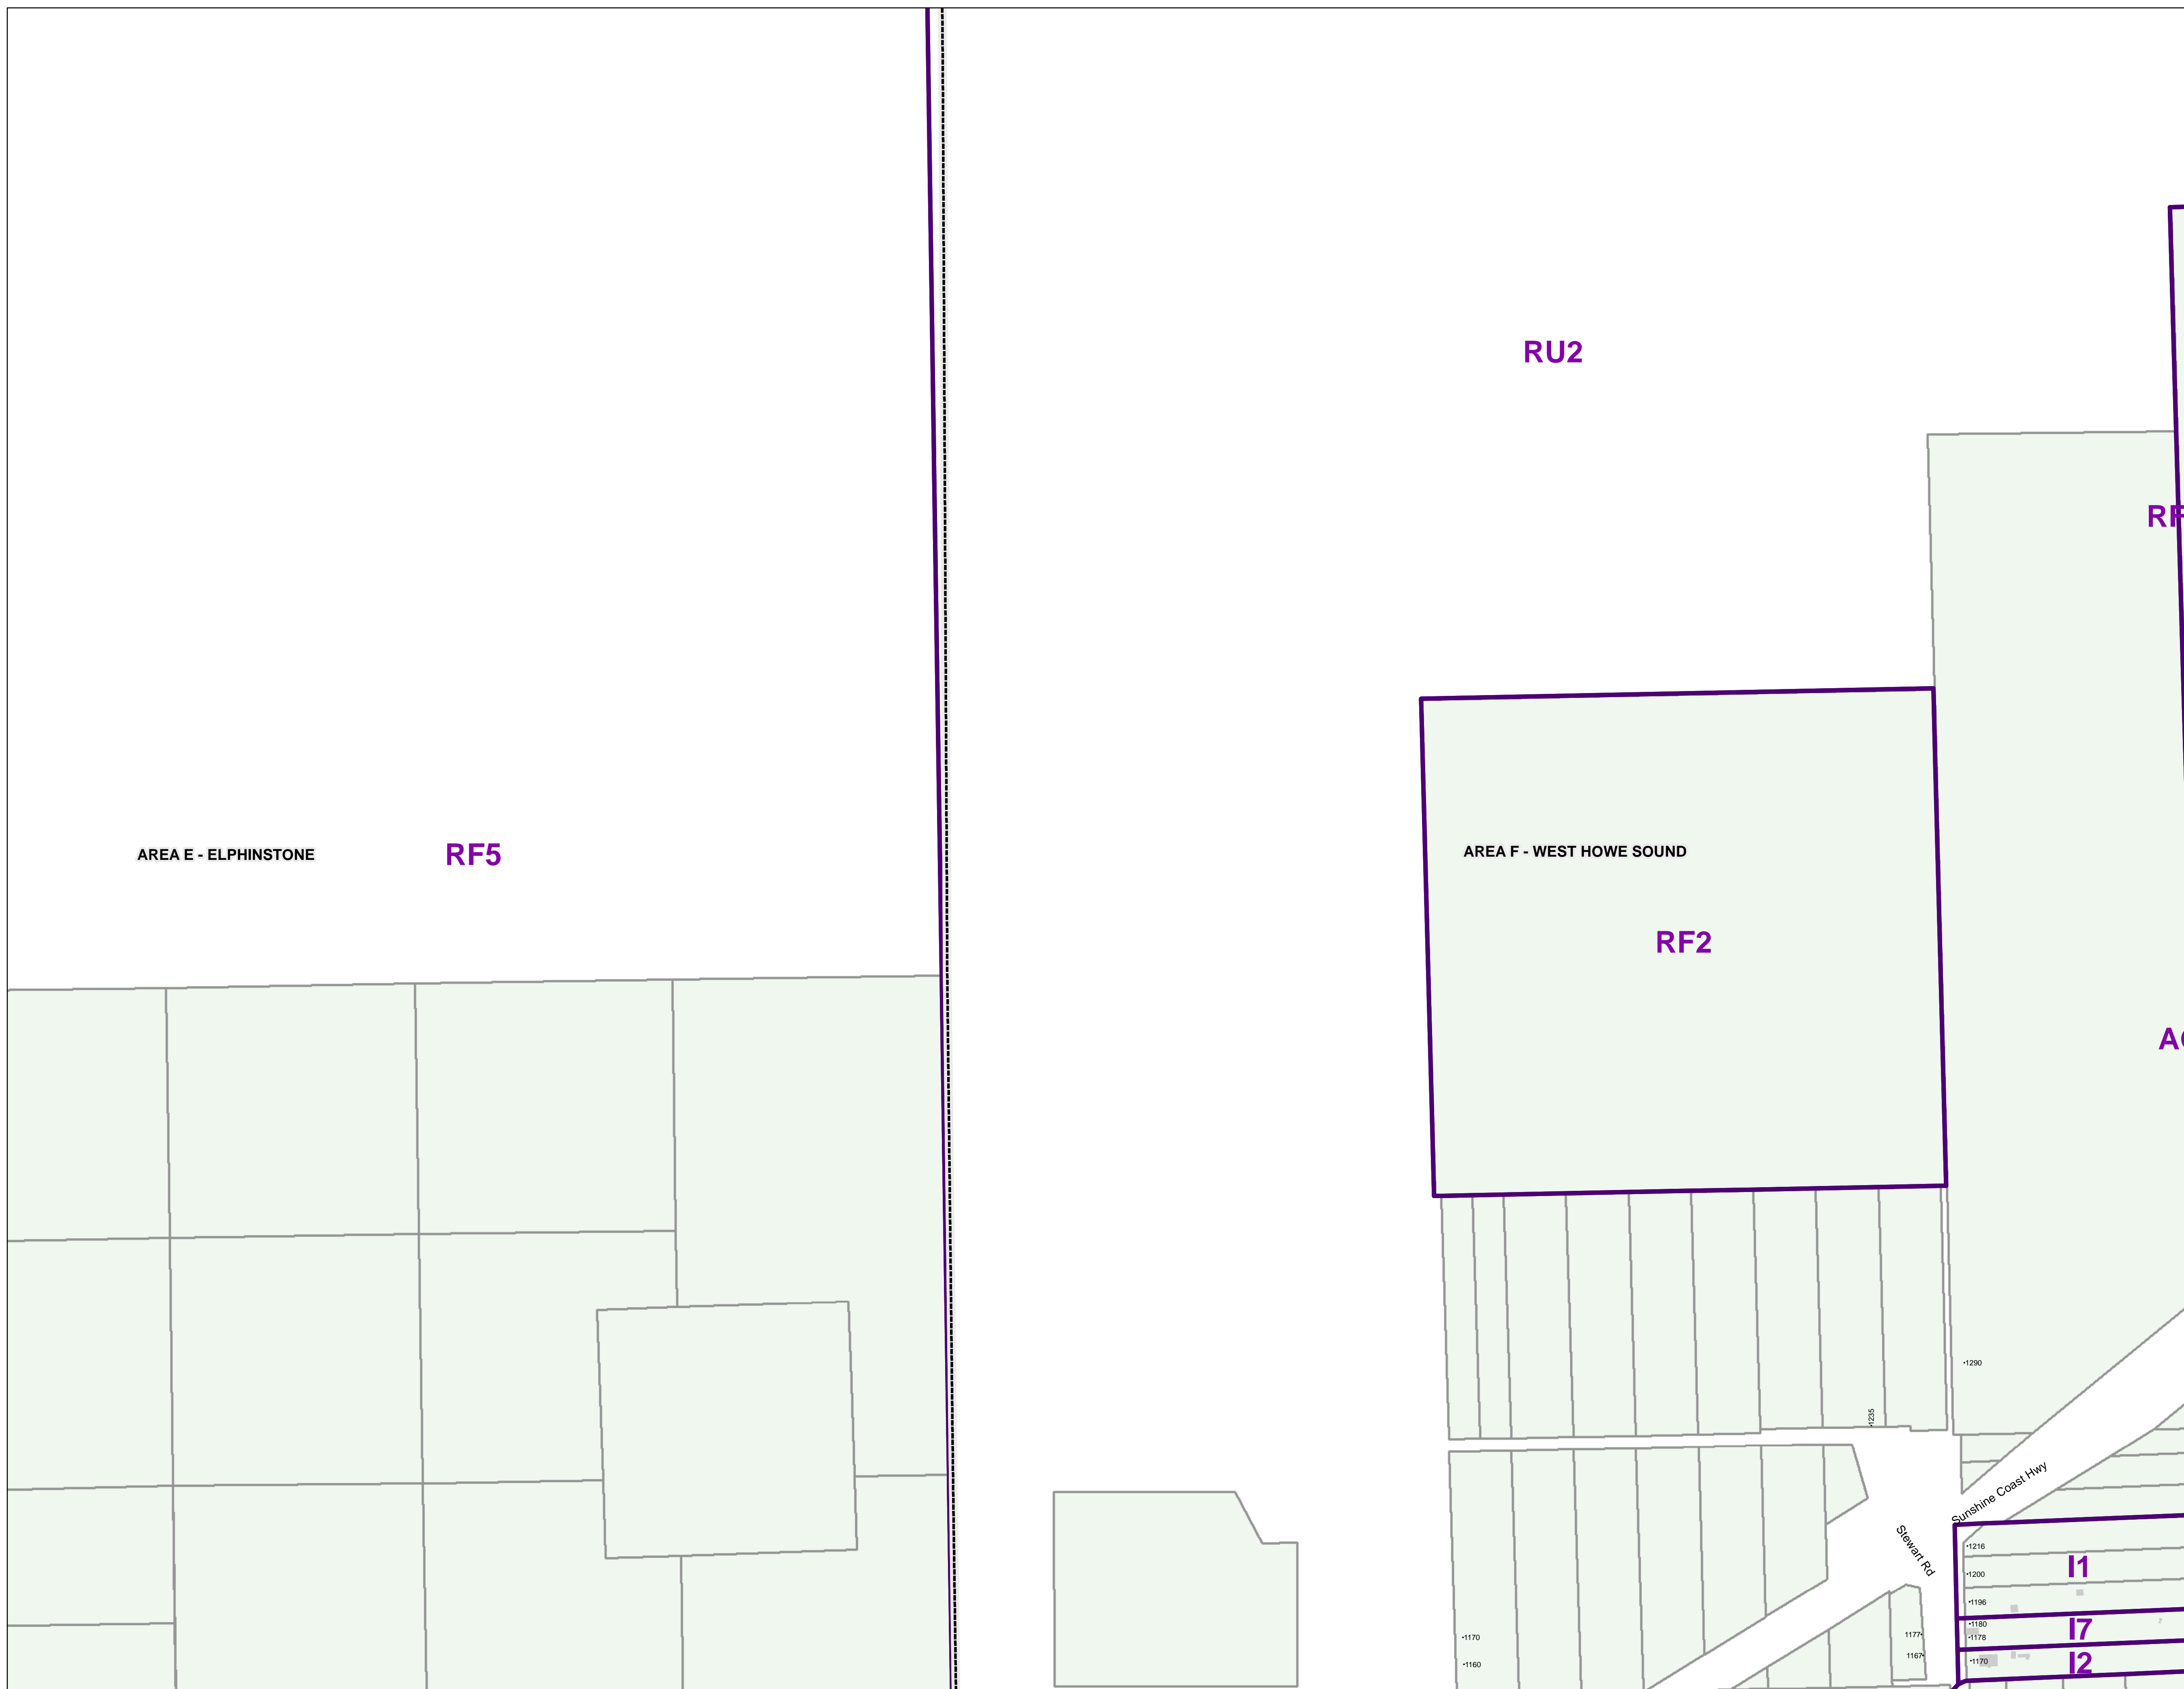 RU2
RF
AREA E - ELPHINSTONE
RF5
AREA F - WEST HOWE SOUND
RF2
1290
1235
Sunshine Coast Hwy
Stewart Rd
1216
I1
1200
1196
1180
I7
1178
1177
1170
1167
1160
1170
I2